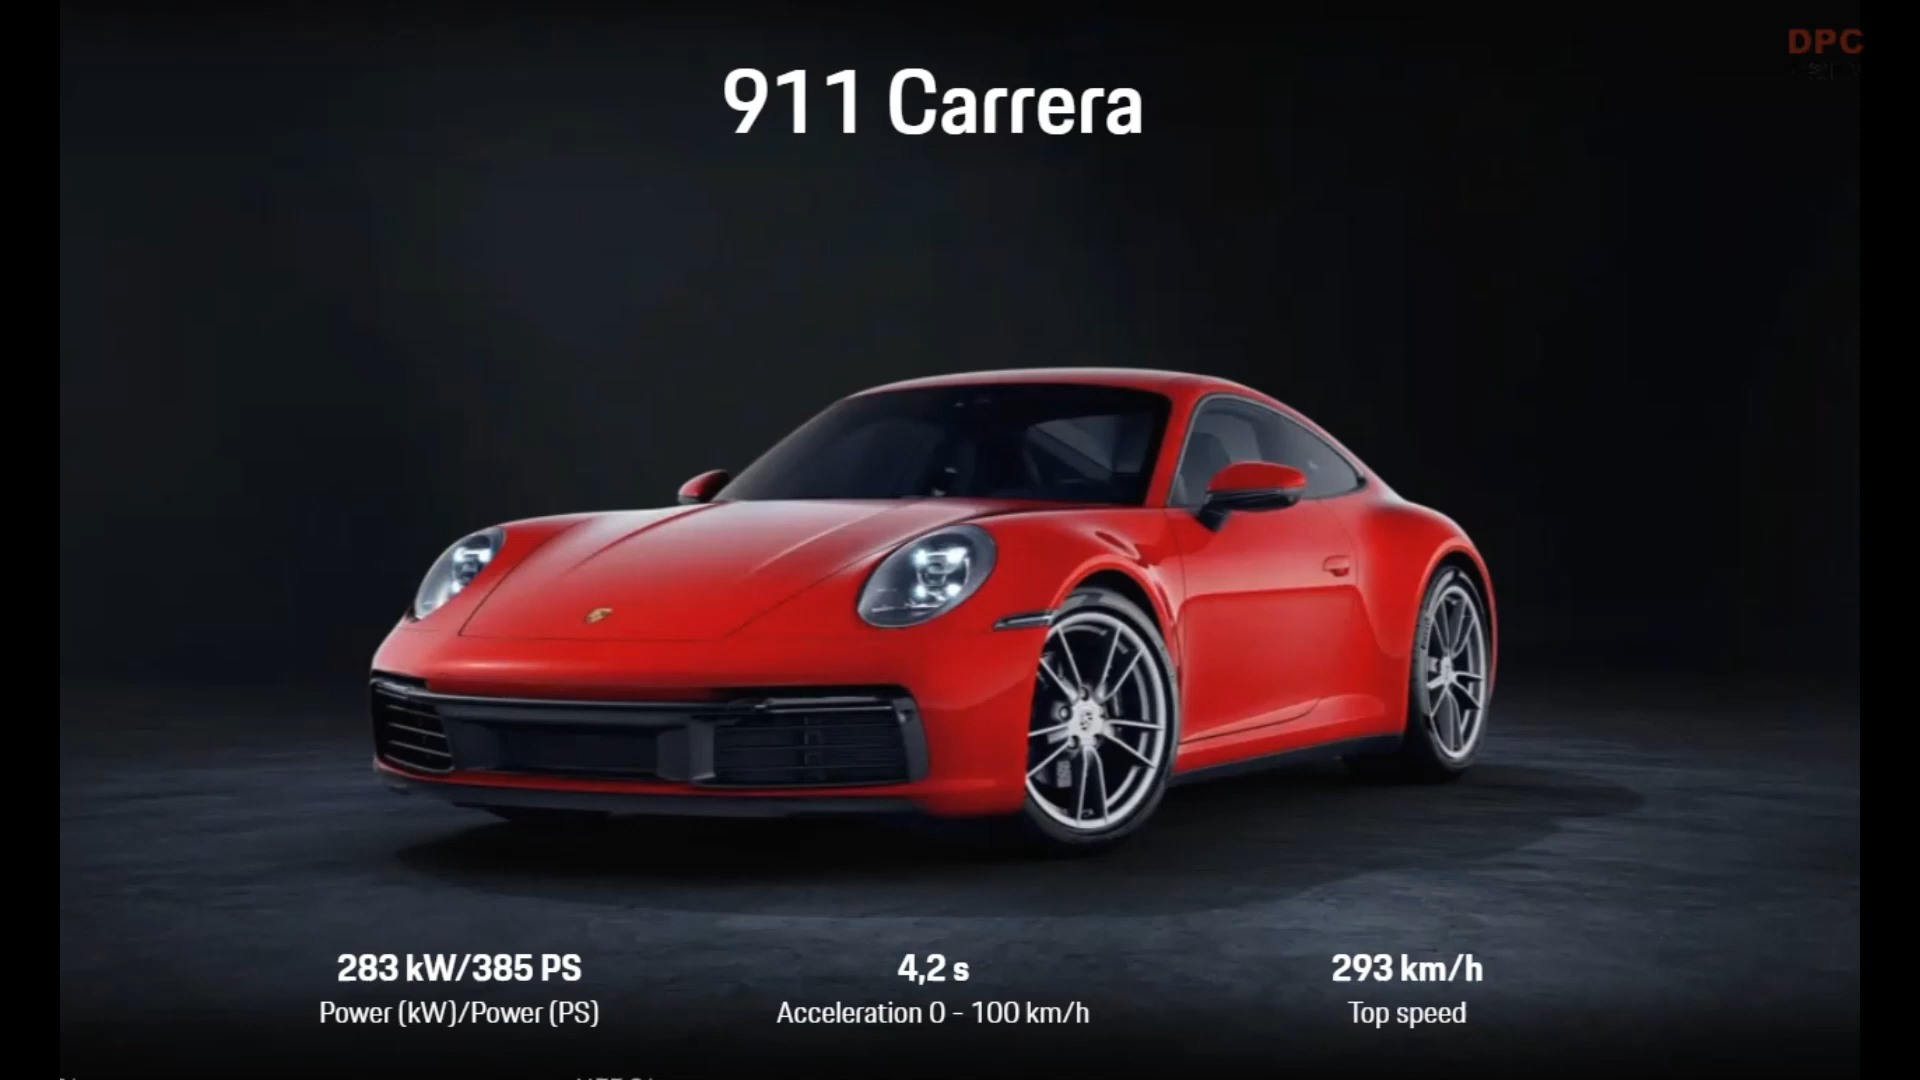 DPC
911 Carrera
283 kW/385 PS
Power (kW)/Power (PS)
4,2 s
Acceleration 0 - 100 km/h
293 km/h
Top speed